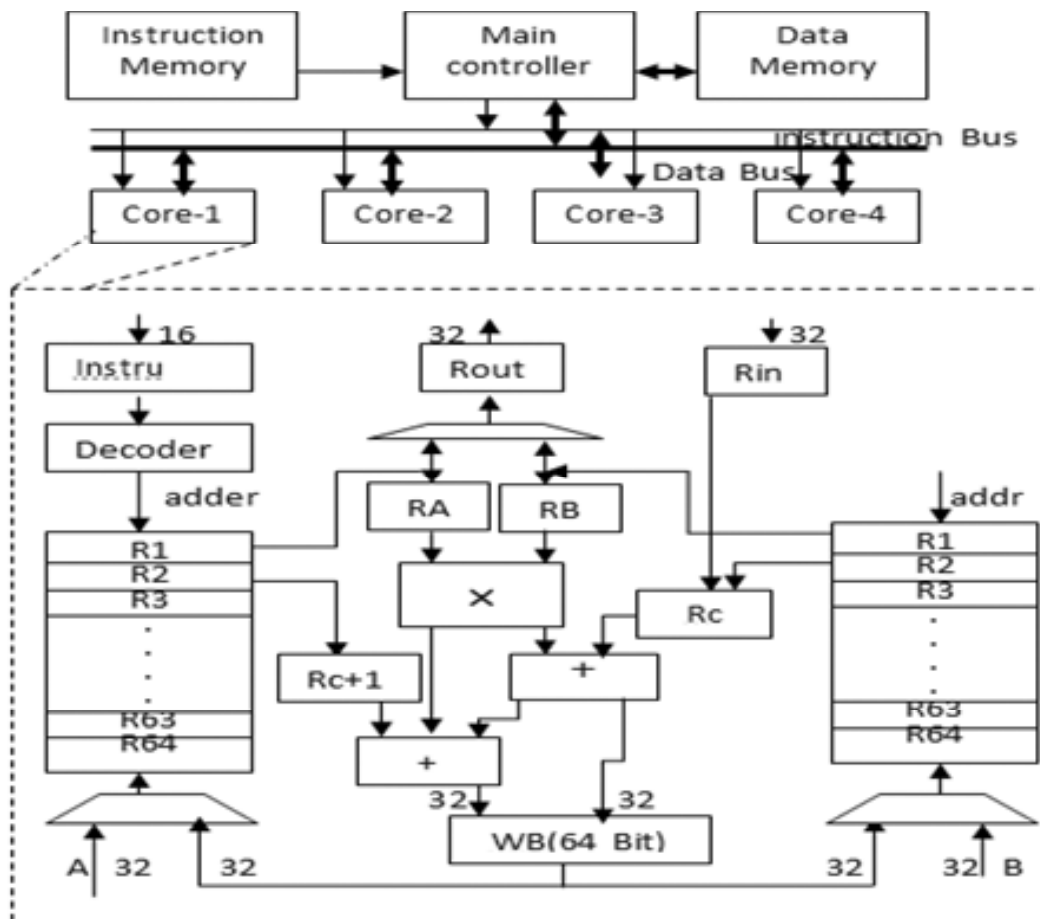 Instruction Memory
Main controller
Data Memory
Instruction Bus
Data Bus
Core-1
Core-2
Core-3
Core-4
16
32
32
Instru
Rout
Rin
Decoder
adder
addr
RA
RB
R1
R2
R3
R63
R64
X
Rc
Rc+1
+
+
R1
R2
R3
R63
R64
32
32
WB(64 Bit)
A 32
32
32
32 B